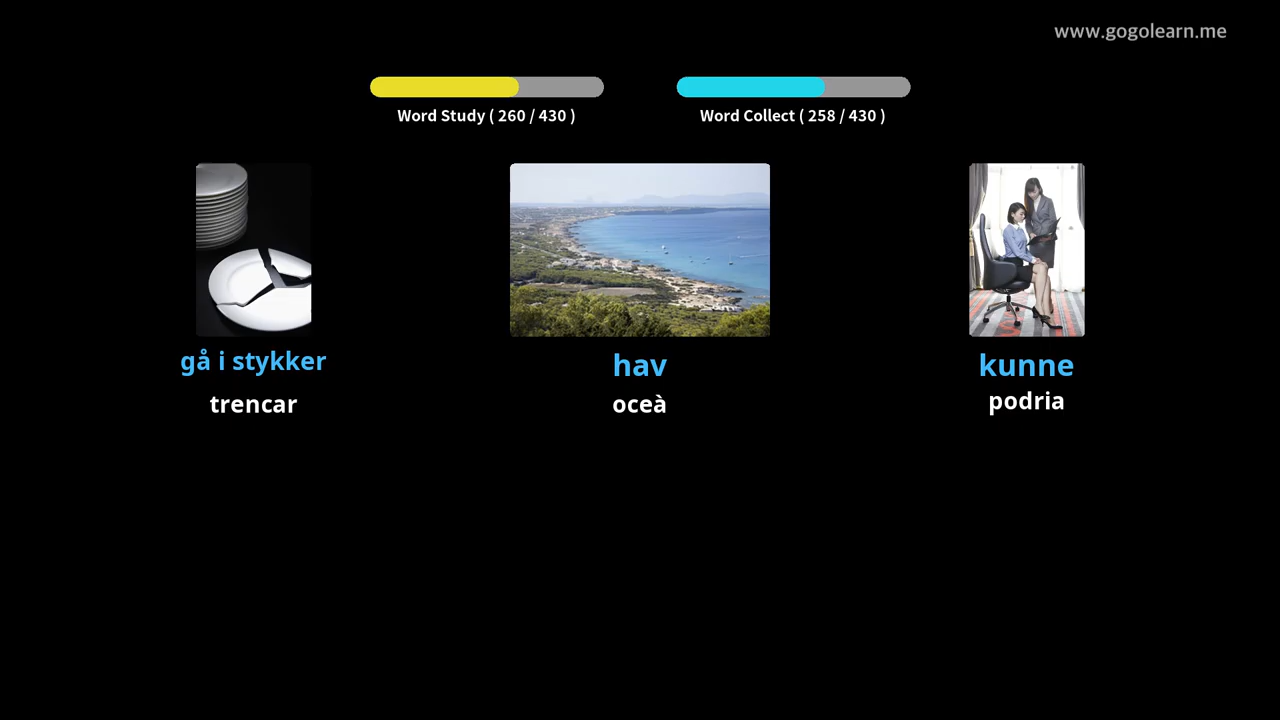 www.gogolearn.me
Word Study ( 260 / 430 )
Word Collect ( 258 / 430 )
gå i stykker
hav
kunne
trencar
oceà
podria